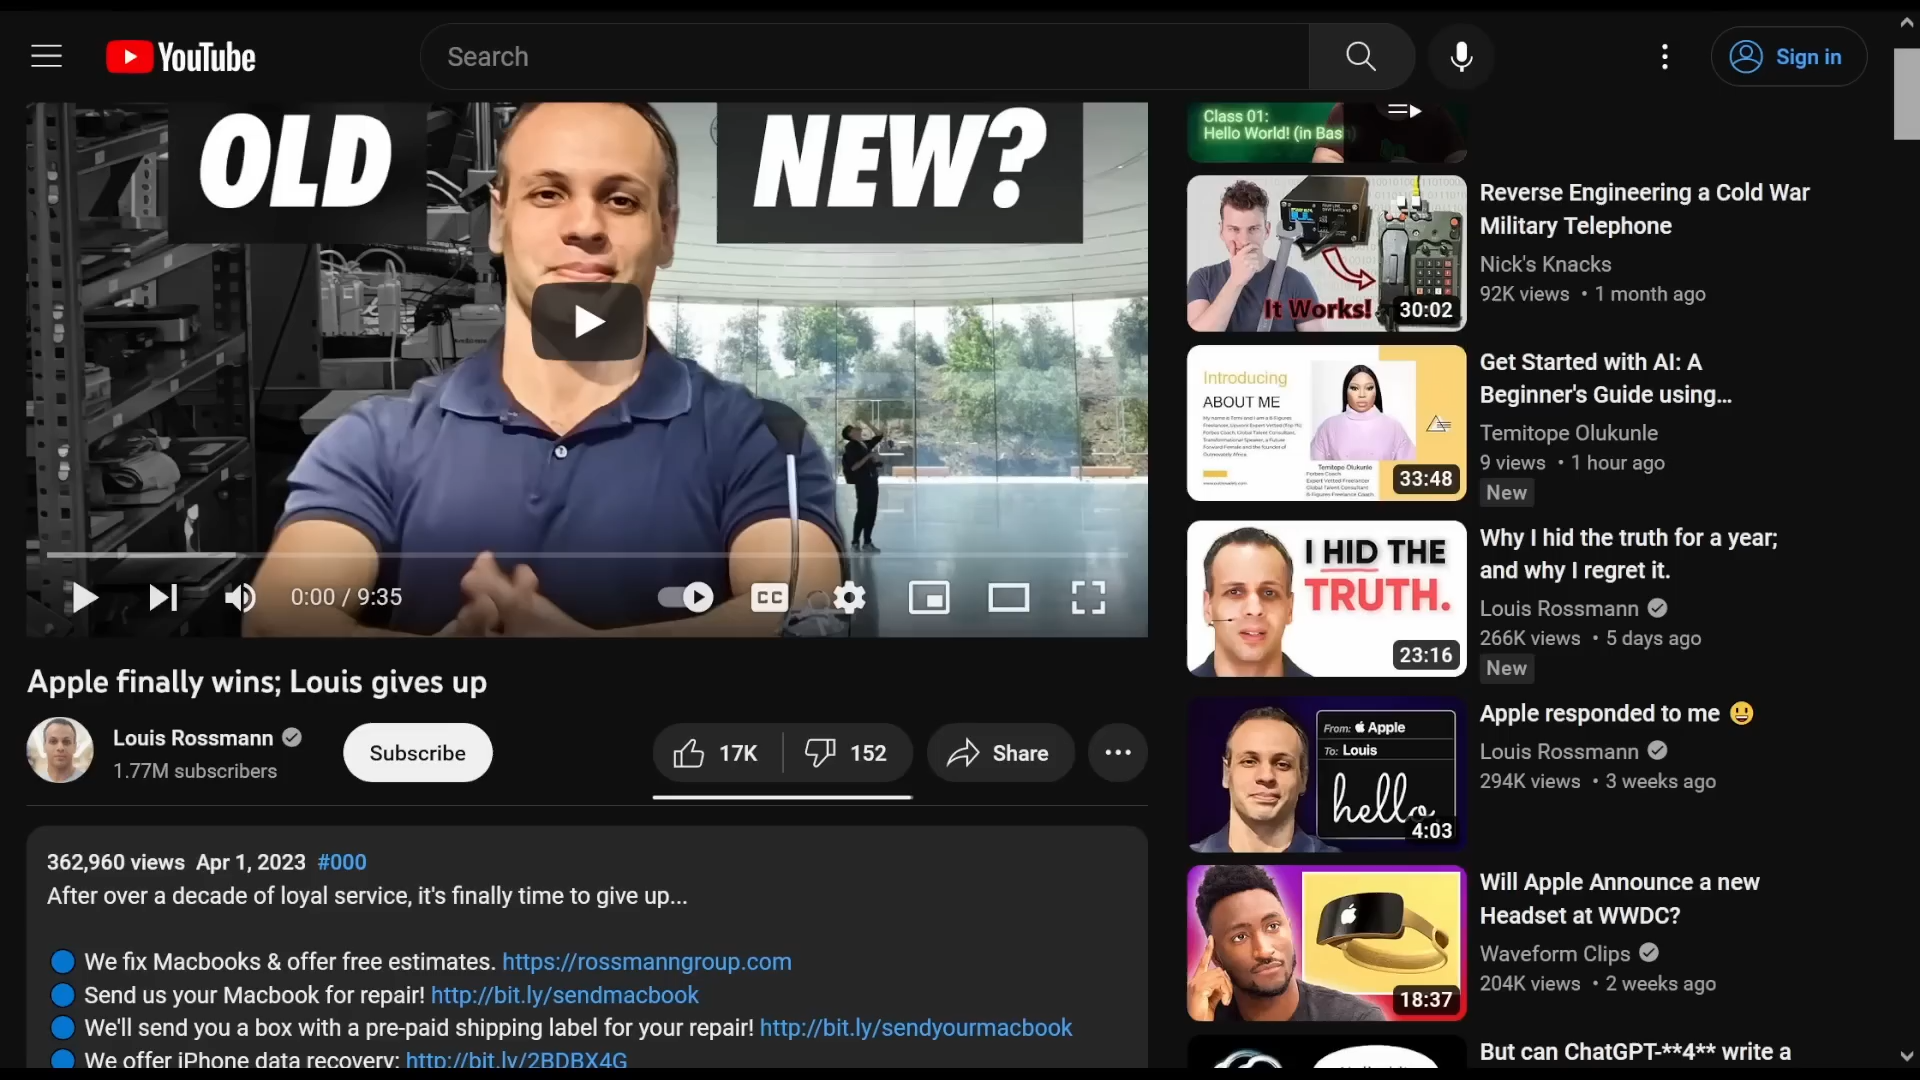 YouTube
Search
Sign in
OLD
NEW?
0:00 / 9:35
CC
Apple finally wins; Louis gives up
Louis Rossmann
1.77M subscribers
Subscribe
17K
152
Share
362,960 views Apr 1, 2023 #000
After over a decade of loyal service, it's finally time to give up...
We fix Macbooks & offer free estimates. https://rossmanngroup.com
Send us your Macbook for repair! http://bit.ly/sendmacbook
We'll send you a box with a pre-paid shipping label for your repair! http://bit.ly/sendyourmacbook
We offer iPhone data recovery: http://bit.ly/2BDBX4G
Class 01:
Hello World! (in Bash)
It Works!
30:02
Reverse Engineering a Cold War
Military Telephone
Nick's Knacks
92K views • 1 month ago
Introducing
ABOUT ME
Temitope Olukunle
33:48
Get Started with AI: A
Beginner's Guide using...
Temitope Olukunle
9 views • 1 hour ago
New
I HID THE
TRUTH.
23:16
Why I hid the truth for a year;
and why I regret it.
Louis Rossmann
266K views • 5 days ago
New
From: Apple
To: Louis
hello
4:03
Apple responded to me 😃
Louis Rossmann
294K views • 3 weeks ago
18:37
Will Apple Announce a new
Headset at WWDC?
Waveform Clips
204K views • 2 weeks ago
But can ChatGPT-**4** write a